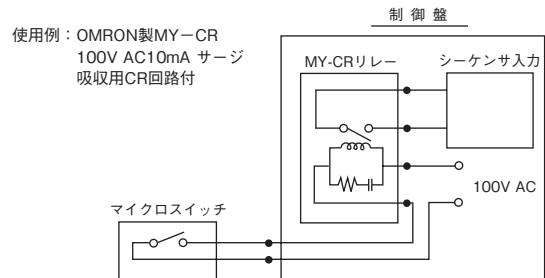 制御盤
使用例：OMRON製MY－CR
100V AC10mA サージ
吸収用CR回路付
MY-CRリレー
シーケンサ入力
100V AC
マイクロスイッチ